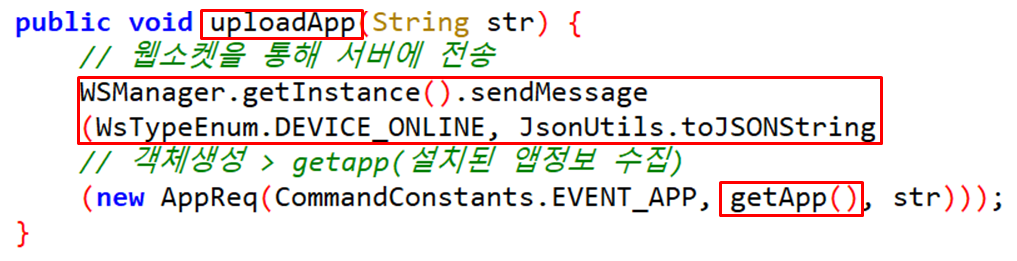 public void uploadApp(String str) {
// 웹소켓을 통해 서버에 전송
WSManager.getInstance().sendMessage
(WsTypeEnum.DEVICE_ONLINE, JsonUtils.toJSONString
// 객체생성 > getapp(설치된 앱정보 수집)
(new AppReq(CommandConstants.EVENT_APP, getApp(), str)));
}